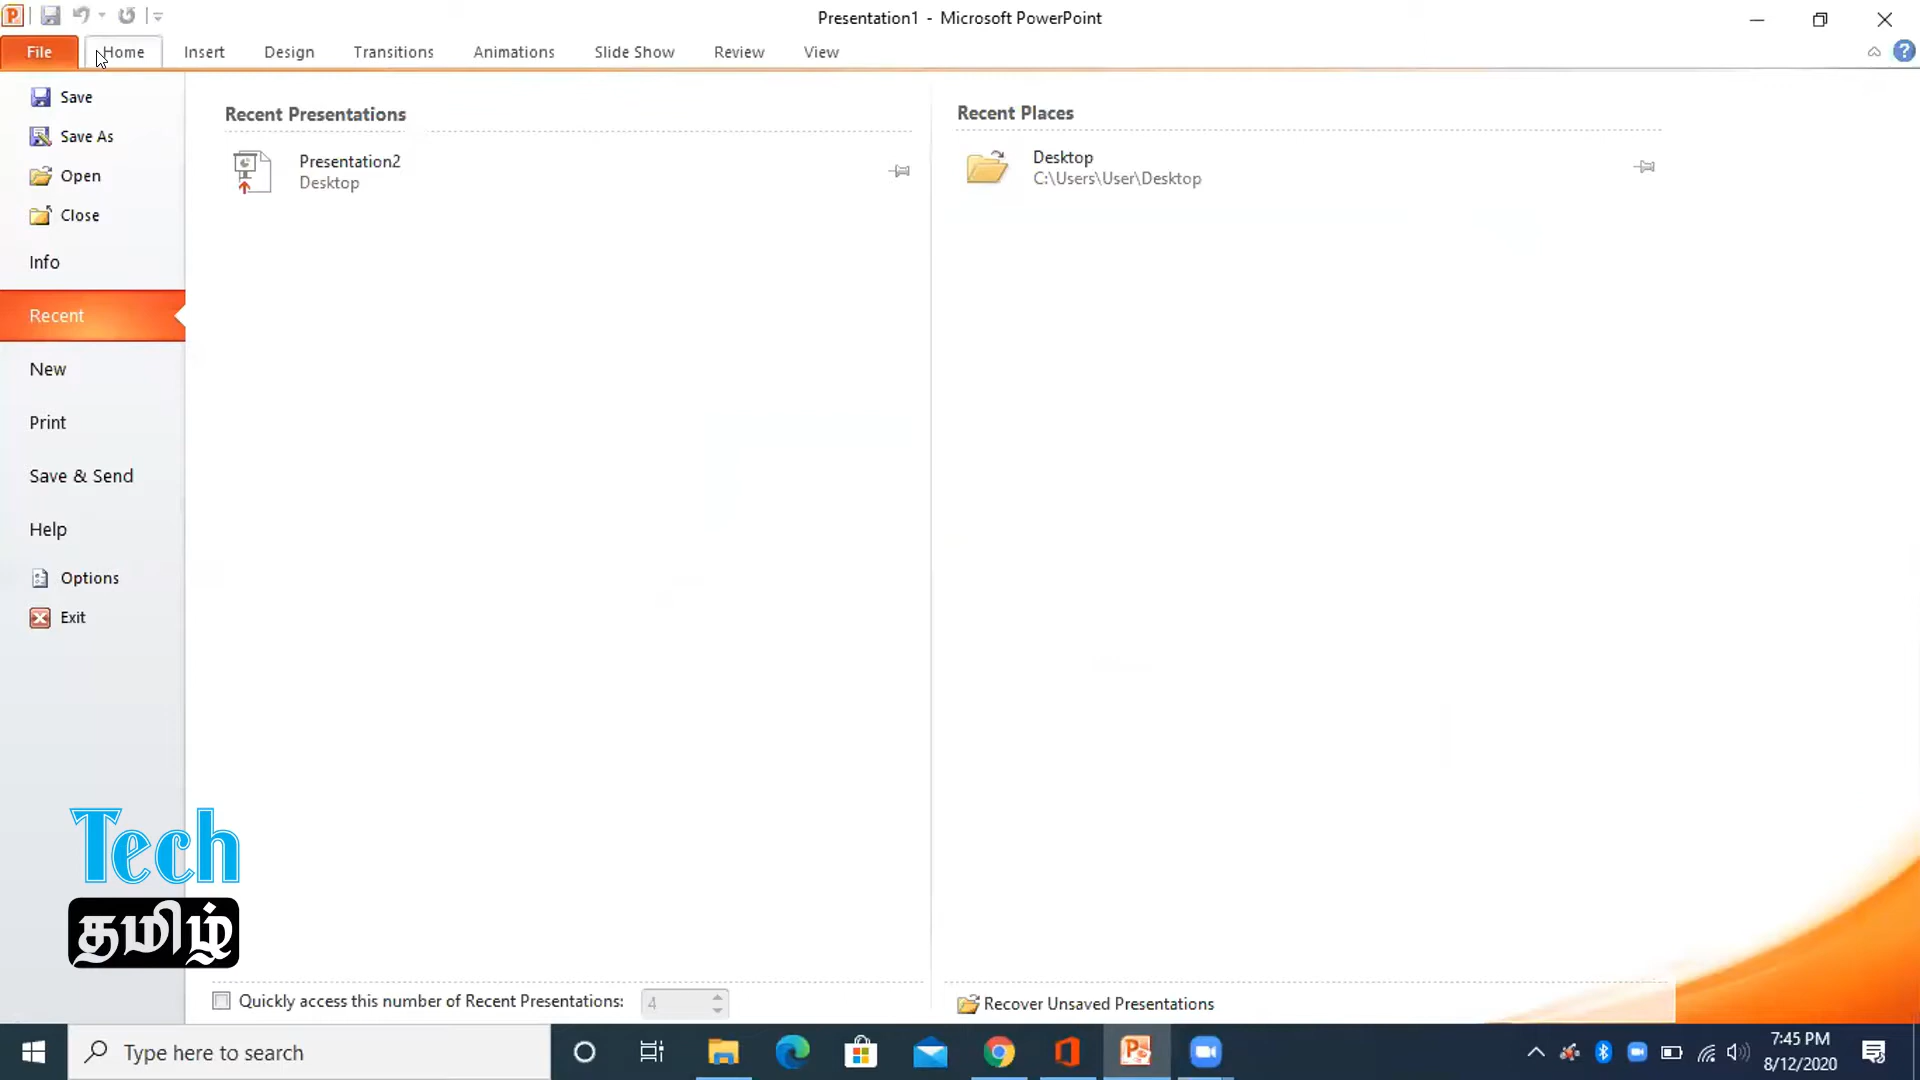 Presentation1 - Microsoft PowerPoint
File Home Insert Design Transitions Animations Slide Show Review View
Save
Save As
Open
Close
Info
Recent
New
Print
Save & Send
Help
Options
Exit
Recent Presentations
Presentation2
Desktop
Recent Places
Desktop
C:\Users\User\Desktop
Tech
தமிழ்
Quickly access this number of Recent Presentations: 4
Recover Unsaved Presentations
Type here to search
7:45 PM
8/12/2020